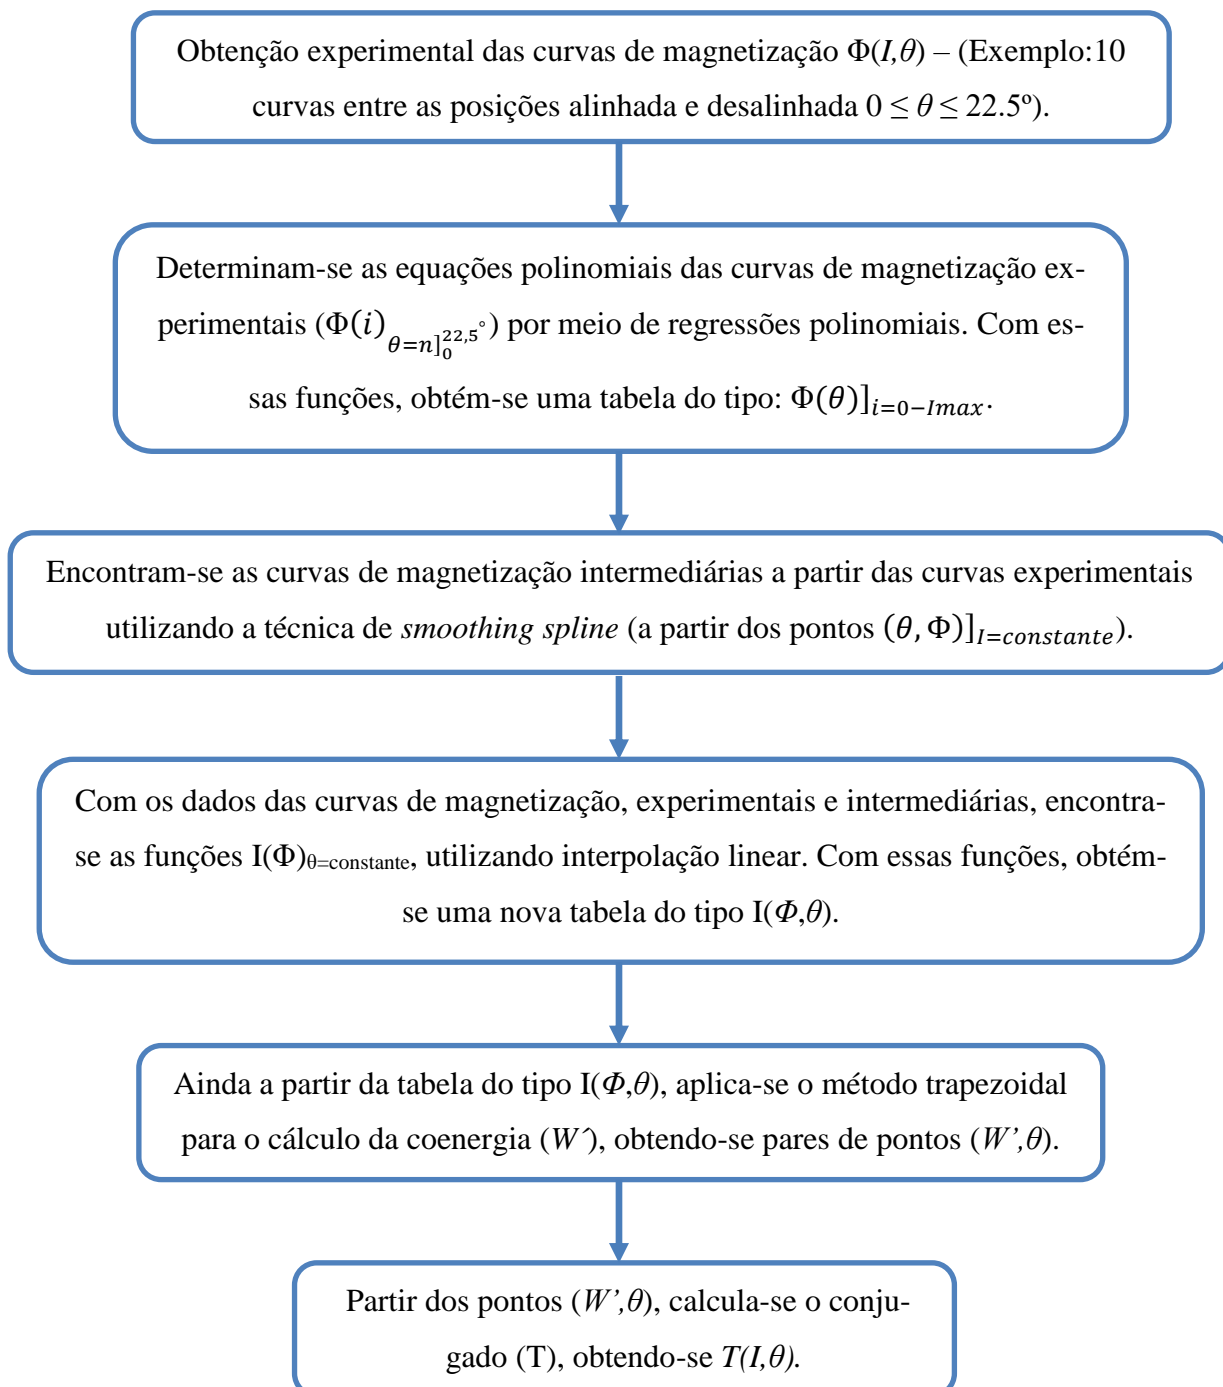 Obtenção experimental das curvas de magnetização Φ(I,θ) – (Exemplo:10
curvas entre as posições alinhada e desalinhada 0 ≤ θ ≤ 22.5º).
Determinam-se as equações polinomiais das curvas de magnetização ex-
perimentais (Φ(i)_{θ=n]_0^{22,5°}}) por meio de regressões polinomiais. Com es-
sas funções, obtém-se uma tabela do tipo: Φ(θ)]_{i=0−Imax}.
Encontram-se as curvas de magnetização intermediárias a partir das curvas experimentais
utilizando a técnica de smoothing spline (a partir dos pontos (θ, Φ)]_{I=constante}).
Com os dados das curvas de magnetização, experimentais e intermediárias, encontra-
se as funções I(Φ)_{θ=constante}, utilizando interpolação linear. Com essas funções, obtém-
se uma nova tabela do tipo I(Φ,θ).
Ainda a partir da tabela do tipo I(Φ,θ), aplica-se o método trapezoidal
para o cálculo da coenergia (W´), obtendo-se pares de pontos (W’,θ).
Partir dos pontos (W’,θ), calcula-se o conju-
gado (T), obtendo-se T(I,θ).